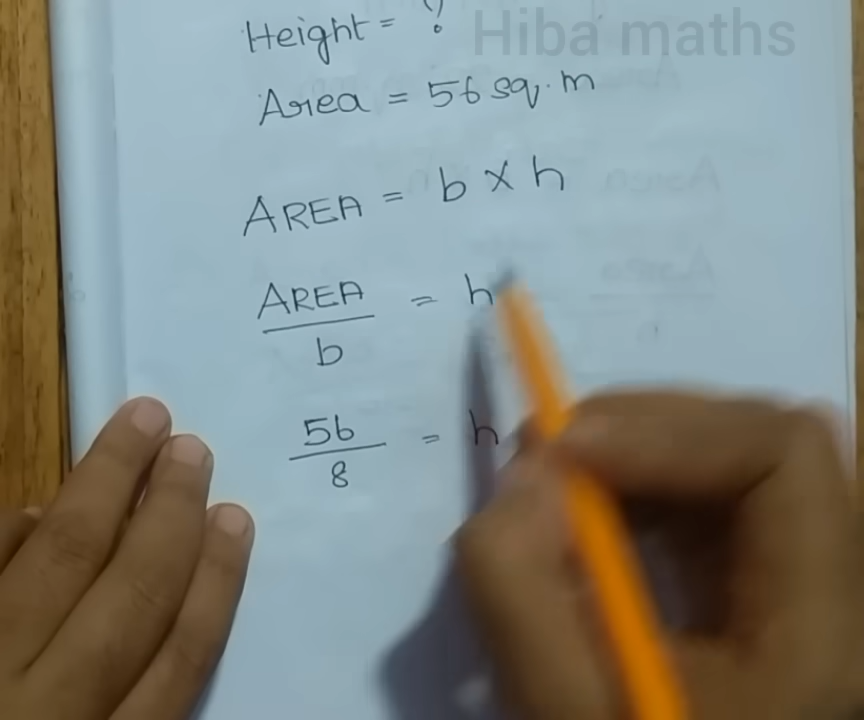 Height = ?
Hiba maths
Area = 56 sq. m
AREA = b × h
AREA
b
= h
56
8
= h